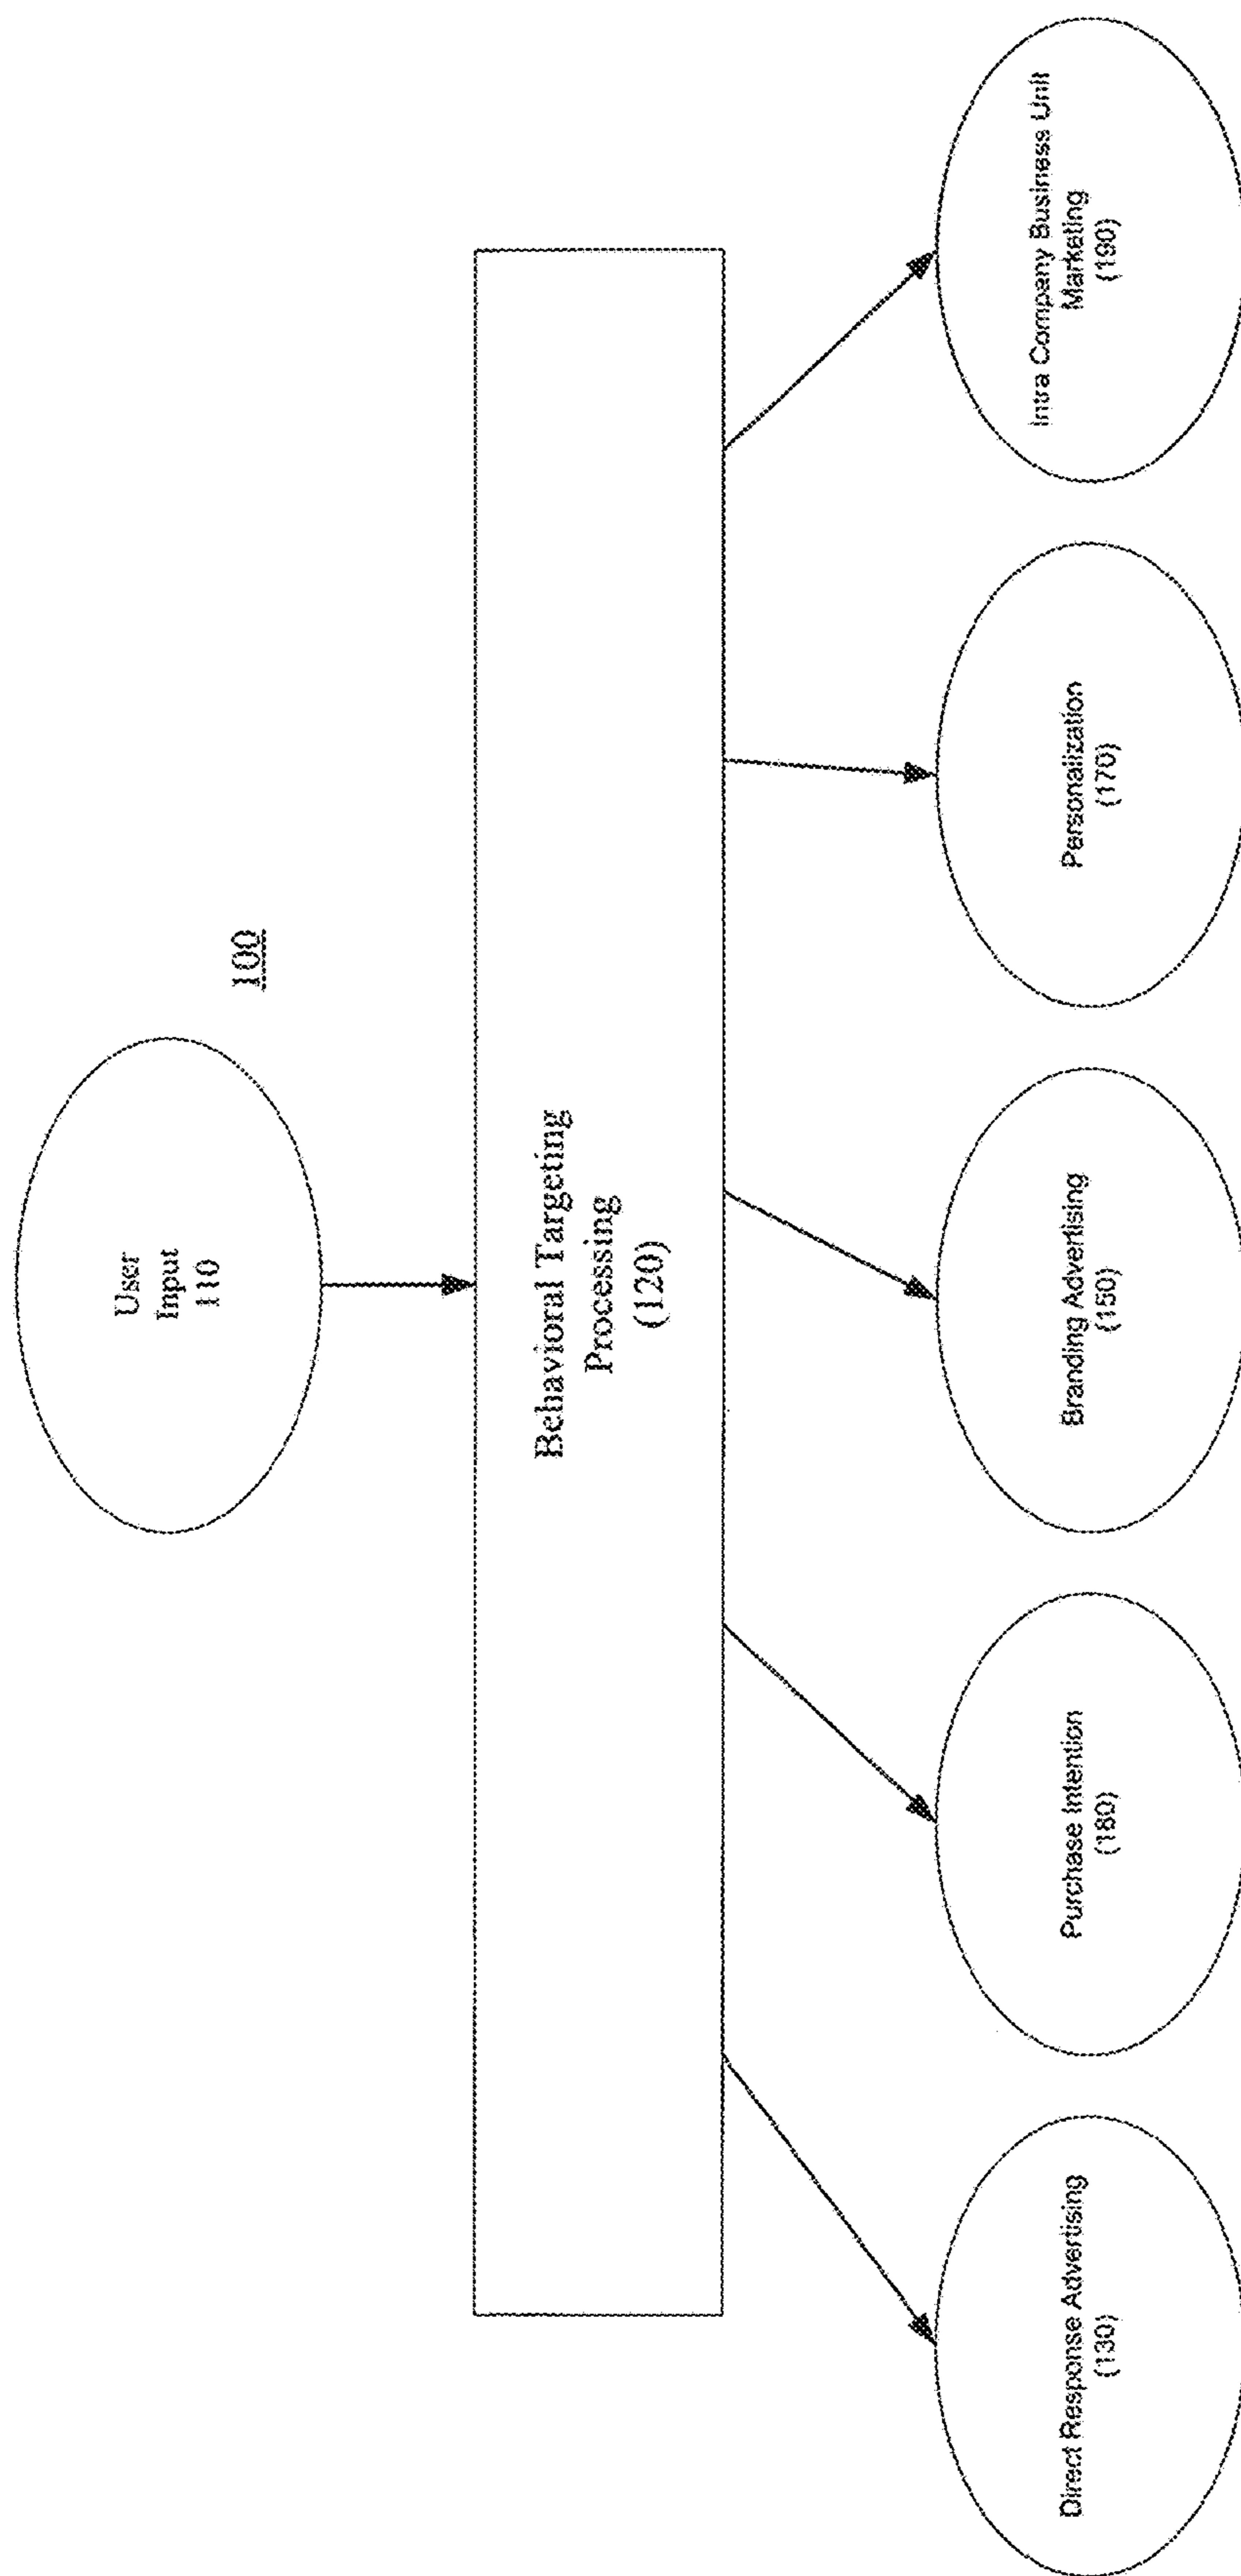 User
Input
110
100
Behavioral Targeting
Processing
(120)
Direct Response Advertising
(130)
Purchase Intention
(180)
Branding Advertising
(150)
Personalization
(170)
Intra Company Business Unit
Marketing
(190)